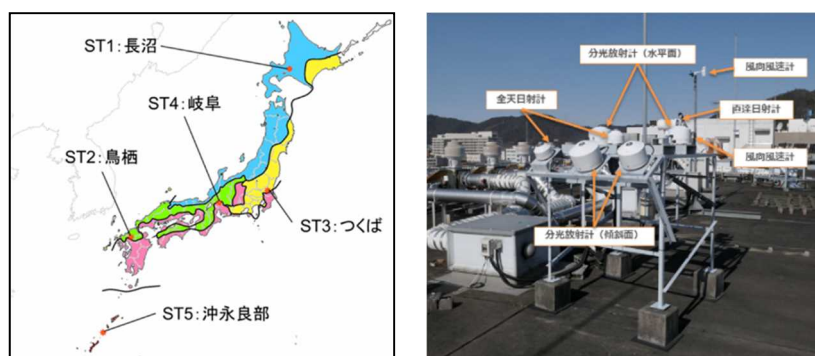 ST1：長沼
ST4：岐阜
ST2：鳥栖
ST3：つくば
ST5：沖永良部
分光放射計（水平面）
風向風速計
全天日射計
直達日射計
風向風速計
分光放射計（傾斜面）